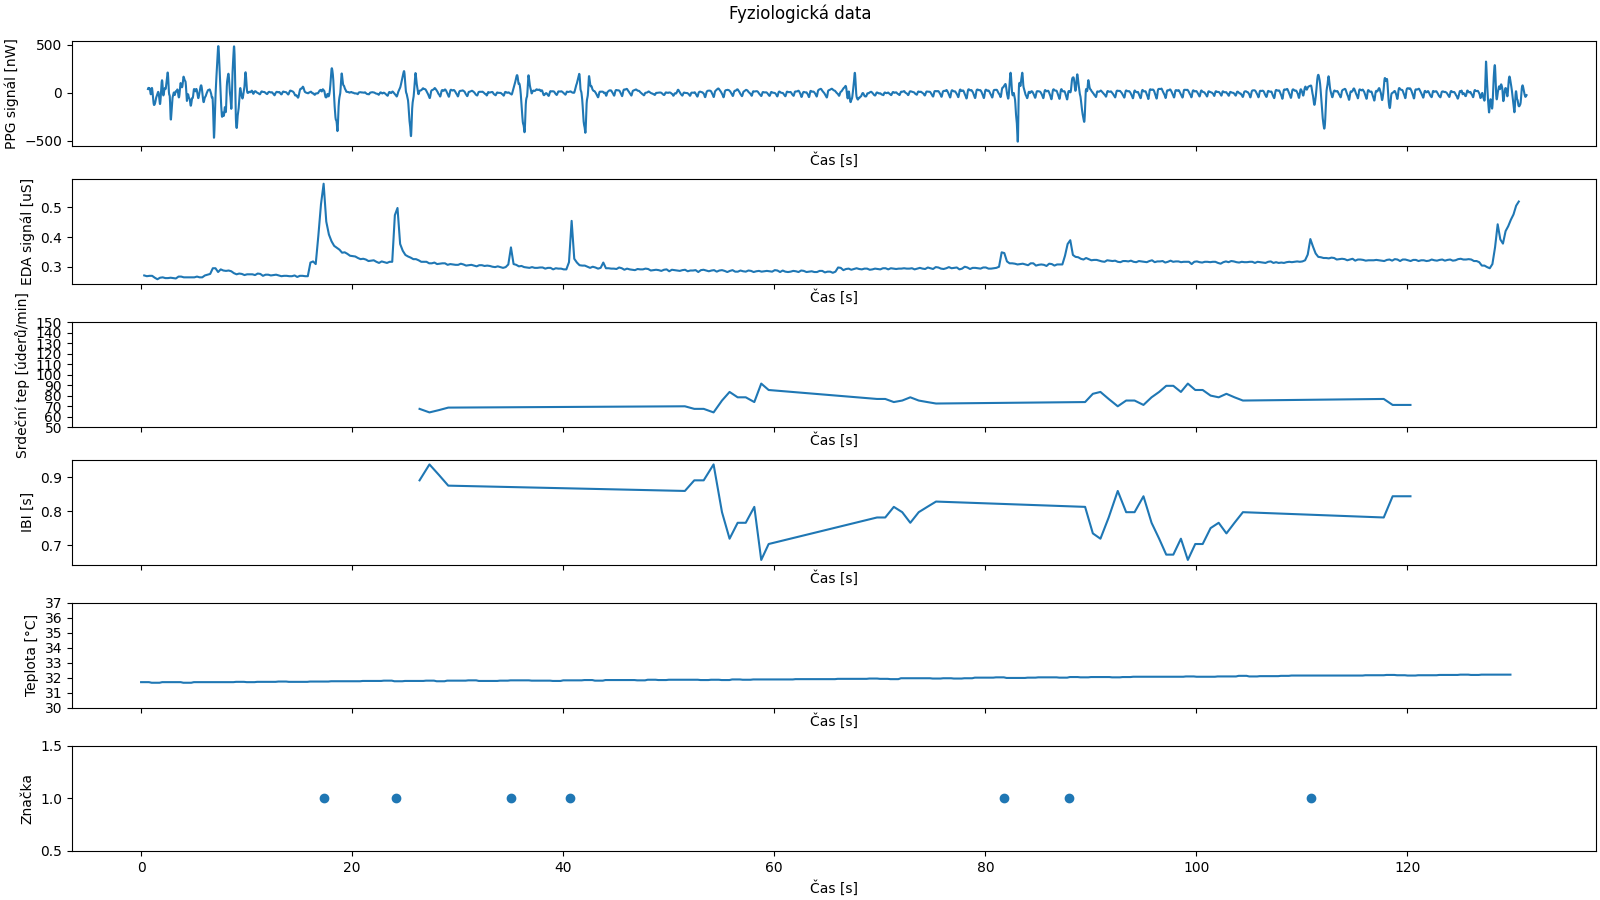 Fyziologická data
PPG signál [nW]
500
0
−500
Čas [s]
EDA signál [uS]
0.5
0.4
0.3
Čas [s]
Srdeční tep [úderů/min]
150
140
130
120
110
100
90
80
70
60
50
Čas [s]
IBI [s]
0.9
0.8
0.7
Čas [s]
Teplota [°C]
37
36
35
34
33
32
31
30
Čas [s]
Značka
1.5
1.0
0.5
0 20 40 60 80 100 120
Čas [s]